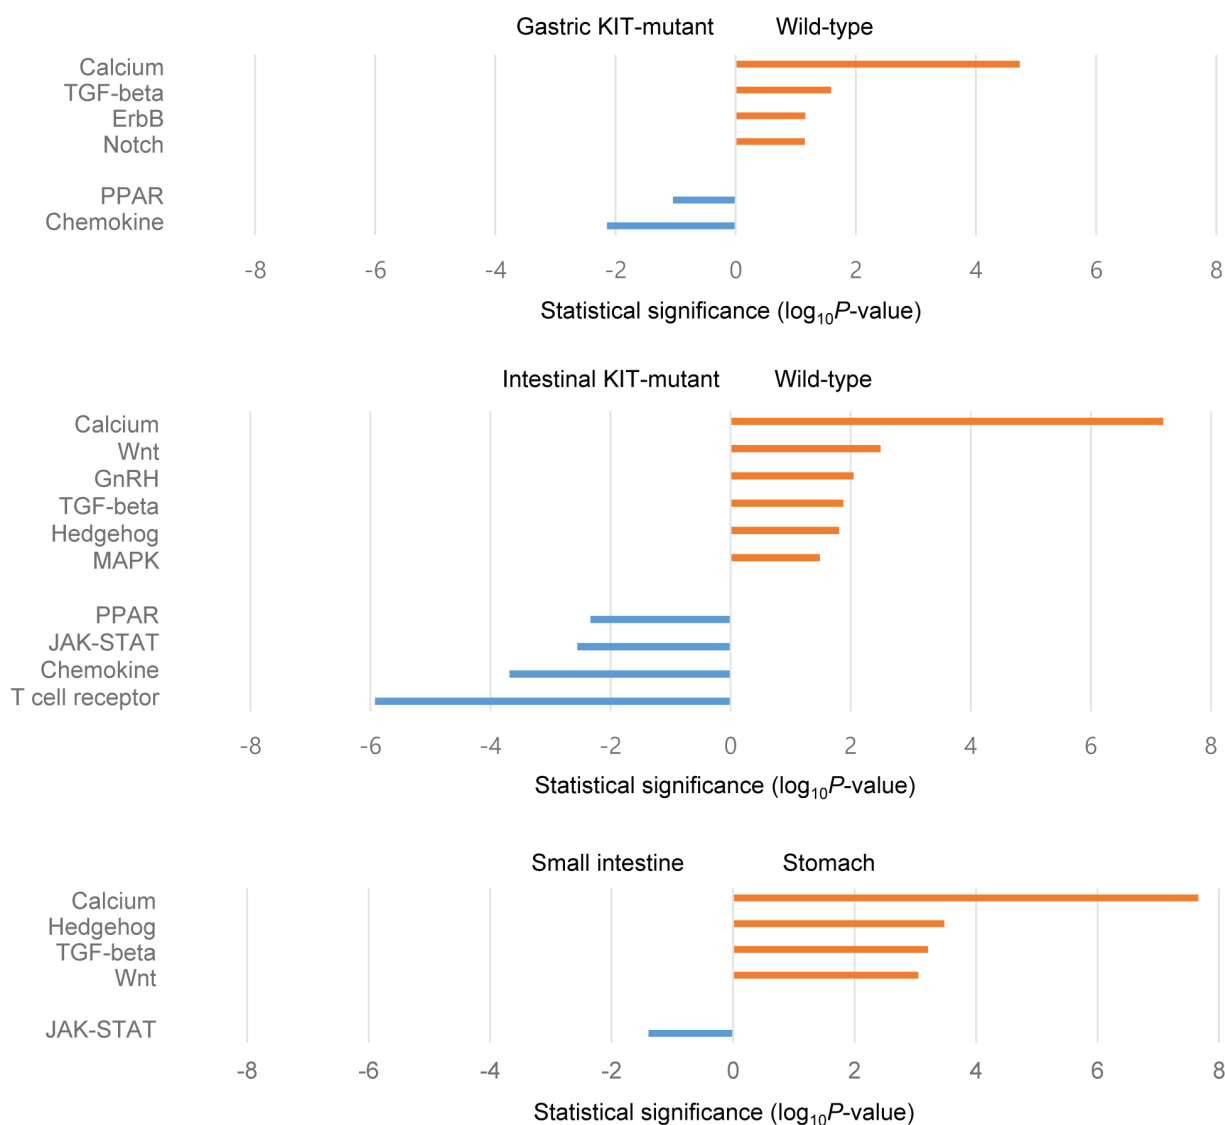 Gastric KIT-mutant Wild-type
Calcium
TGF-beta
ErbB
Notch
PPAR
Chemokine
-8 -6 -4 -2 0 2 4 6 8
Statistical significance (log₁₀P-value)
Intestinal KIT-mutant Wild-type
Calcium
Wnt
GnRH
TGF-beta
Hedgehog
MAPK
PPAR
JAK-STAT
Chemokine
T cell receptor
-8 -6 -4 -2 0 2 4 6 8
Statistical significance (log₁₀P-value)
Small intestine Stomach
Calcium
Hedgehog
TGF-beta
Wnt
JAK-STAT
-8 -6 -4 -2 0 2 4 6 8
Statistical significance (log₁₀P-value)